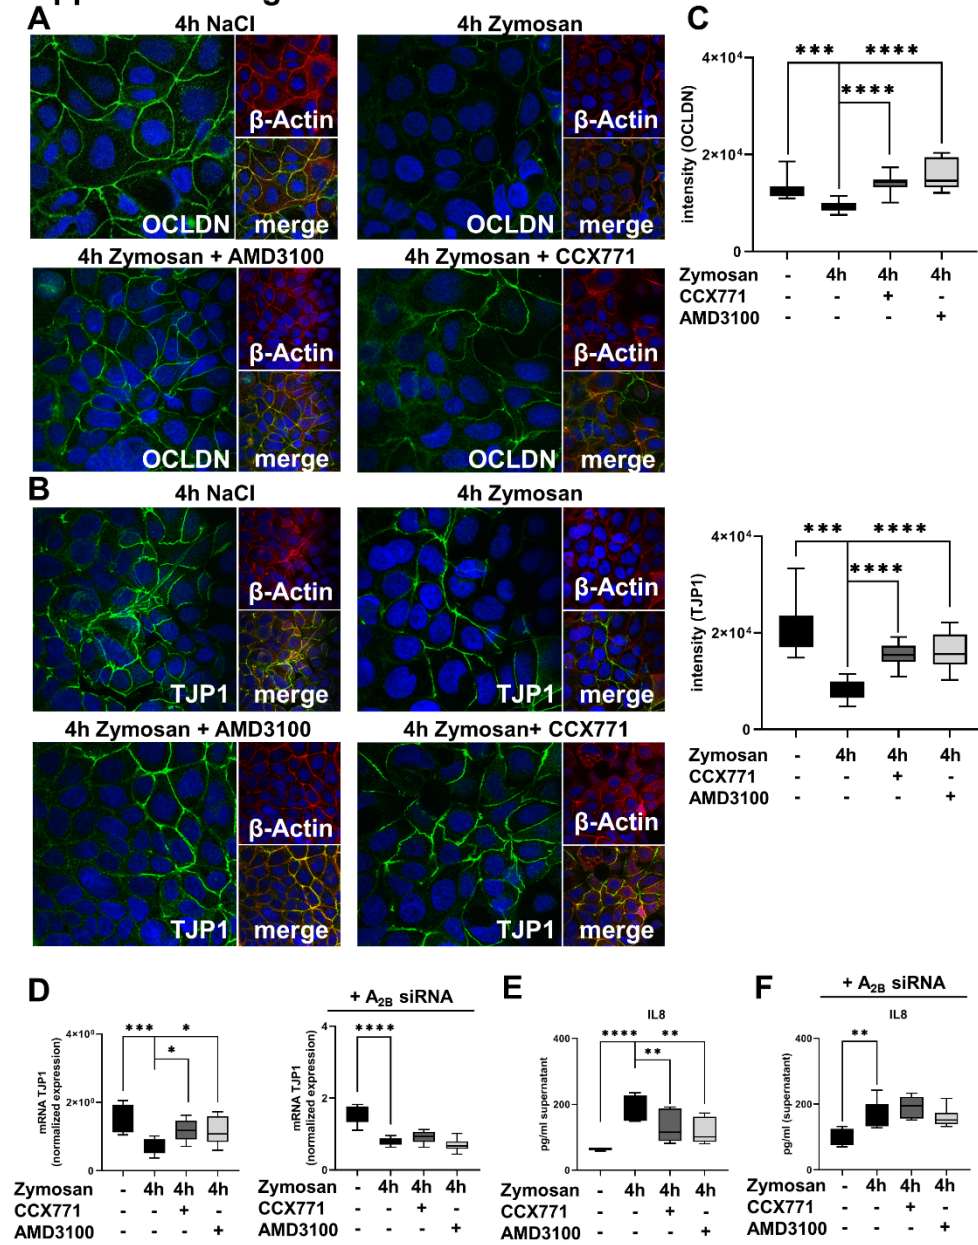 A
4h NaCl
4h Zymosan
β-Actin
OCLDN
merge
β-Actin
merge
4h Zymosan + AMD3100
4h Zymosan + CCX771
β-Actin
OCLDN
merge
β-Actin
OCLDN
merge
B
4h NaCl
4h Zymosan
β-Actin
TJP1
merge
β-Actin
TJP1
merge
4h Zymosan + AMD3100
4h Zymosan+ CCX771
β-Actin
TJP1
merge
β-Actin
TJP1
merge
C
*** ****
****
4×10⁴
2×10⁴
0
intensity (OCLDN)
Zymosan - 4h 4h 4h
CCX771 - - + -
AMD3100 - - - +
*** ****
****
4×10⁴
2×10⁴
0
intensity (TJP1)
Zymosan - 4h 4h 4h
CCX771 - - + -
AMD3100 - - - +
D
*** *
*
4×10⁰
2×10⁰
0
mRNA TJP1
(normalized expression)
Zymosan - 4h 4h 4h
CCX771 - - + -
AMD3100 - - - +
+ A₂B siRNA
****
4
2
0
mRNA TJP1
(normalized expression)
Zymosan - 4h 4h 4h
CCX771 - - + -
AMD3100 - - - +
E
IL8
**** **
**
400
200
0
pg/ml supernatant
Zymosan - 4h 4h 4h
CCX771 - - + -
AMD3100 - - - +
F
+ A₂B siRNA
IL8
**
400
200
0
pg/ml (supernatant)
Zymosan - 4h 4h 4h
CCX771 - - + -
AMD3100 - - - +